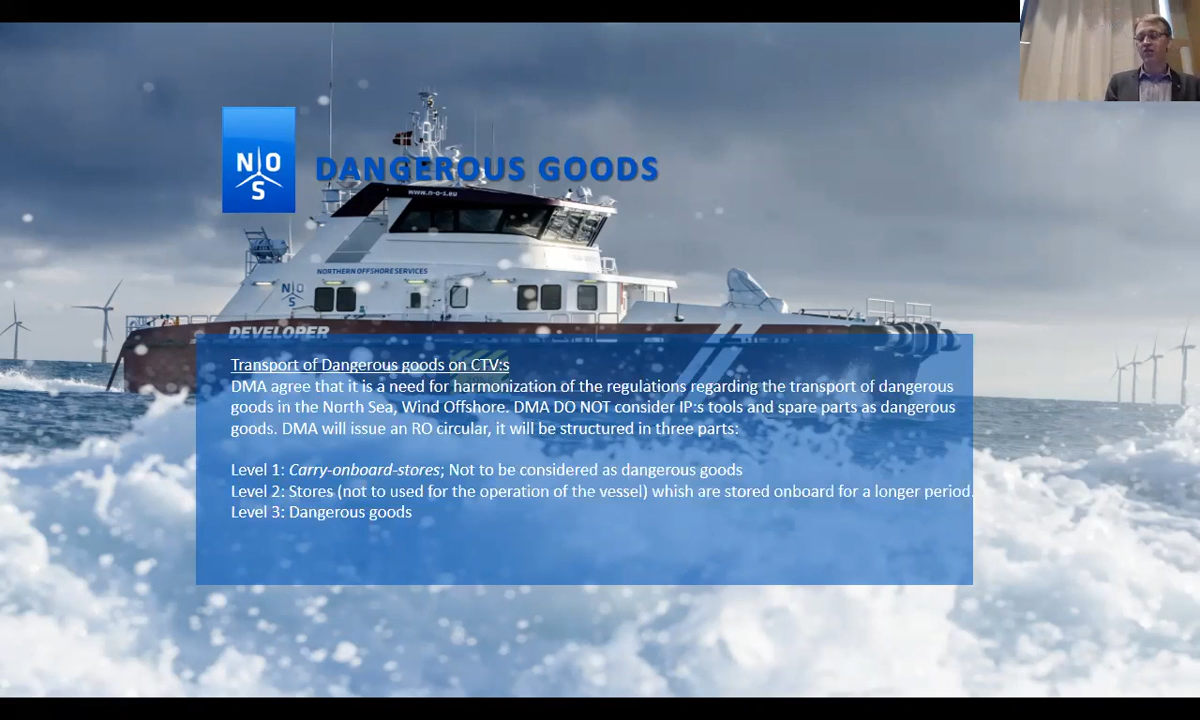 N O
S
DANGEROUS GOODS
www.n-o-s.eu
NORTHERN OFFSHORE SERVICES
N O
S
DEVELOPER
Transport of Dangerous goods on CTV:s
DMA agree that it is a need for harmonization of the regulations regarding the transport of dangerous
goods in the North Sea, Wind Offshore. DMA DO NOT consider IP:s tools and spare parts as dangerous
goods. DMA will issue an RO circular, it will be structured in three parts:
Level 1: Carry-onboard-stores; Not to be considered as dangerous goods
Level 2: Stores (not to used for the operation of the vessel) whish are stored onboard for a longer period.
Level 3: Dangerous goods